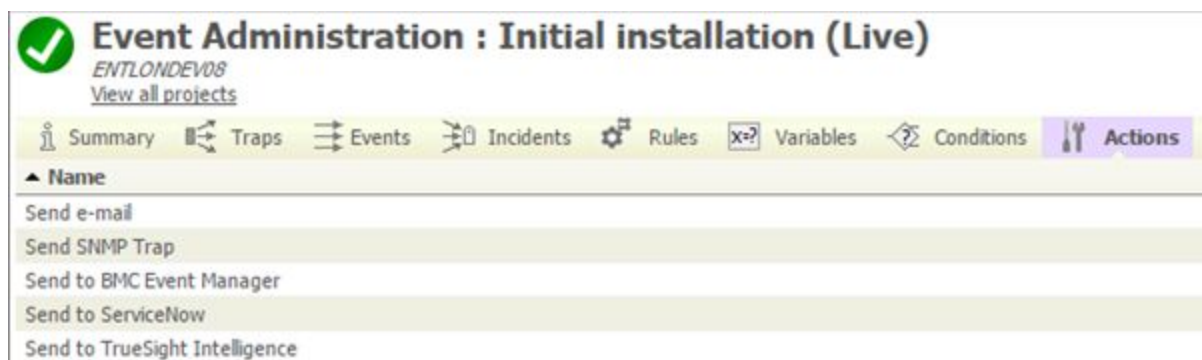 Event Administration : Initial installation (Live)
ENTLONDEV08
View all projects
Summary Traps Events Incidents Rules x=? Variables Conditions Actions
Name
Send e-mail
Send SNMP Trap
Send to BMC Event Manager
Send to ServiceNow
Send to TrueSight Intelligence